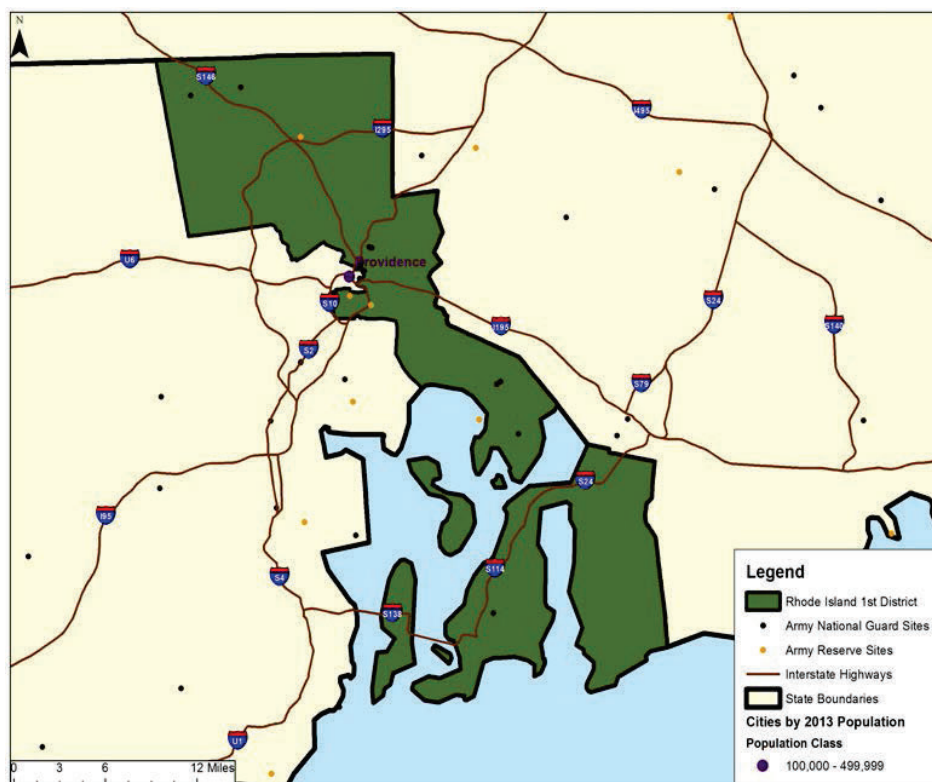 N
S146
I295
I495
U6
Providence
S10
I195
S24
S140
S2
S79
I95
S24
S114
S4
S138
U1
0 3 6 12 Miles
Legend
Rhode Island 1st District
Army National Guard Sites
Army Reserve Sites
Interstate Highways
State Boundaries
Cities by 2013 Population
Population Class
100,000 - 499,999